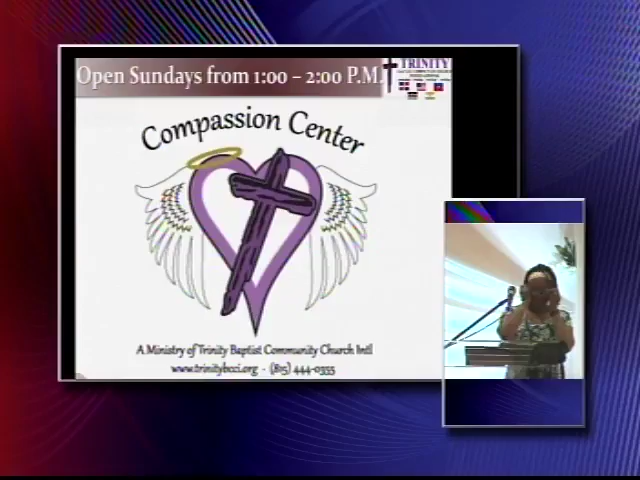 Open Sundays from 1:00 – 2:00 P.M.
TRINITY
Compassion Center
A Ministry of Trinity Baptist Community Church Intl
www.trinitybcci.org - (815) 444-0335